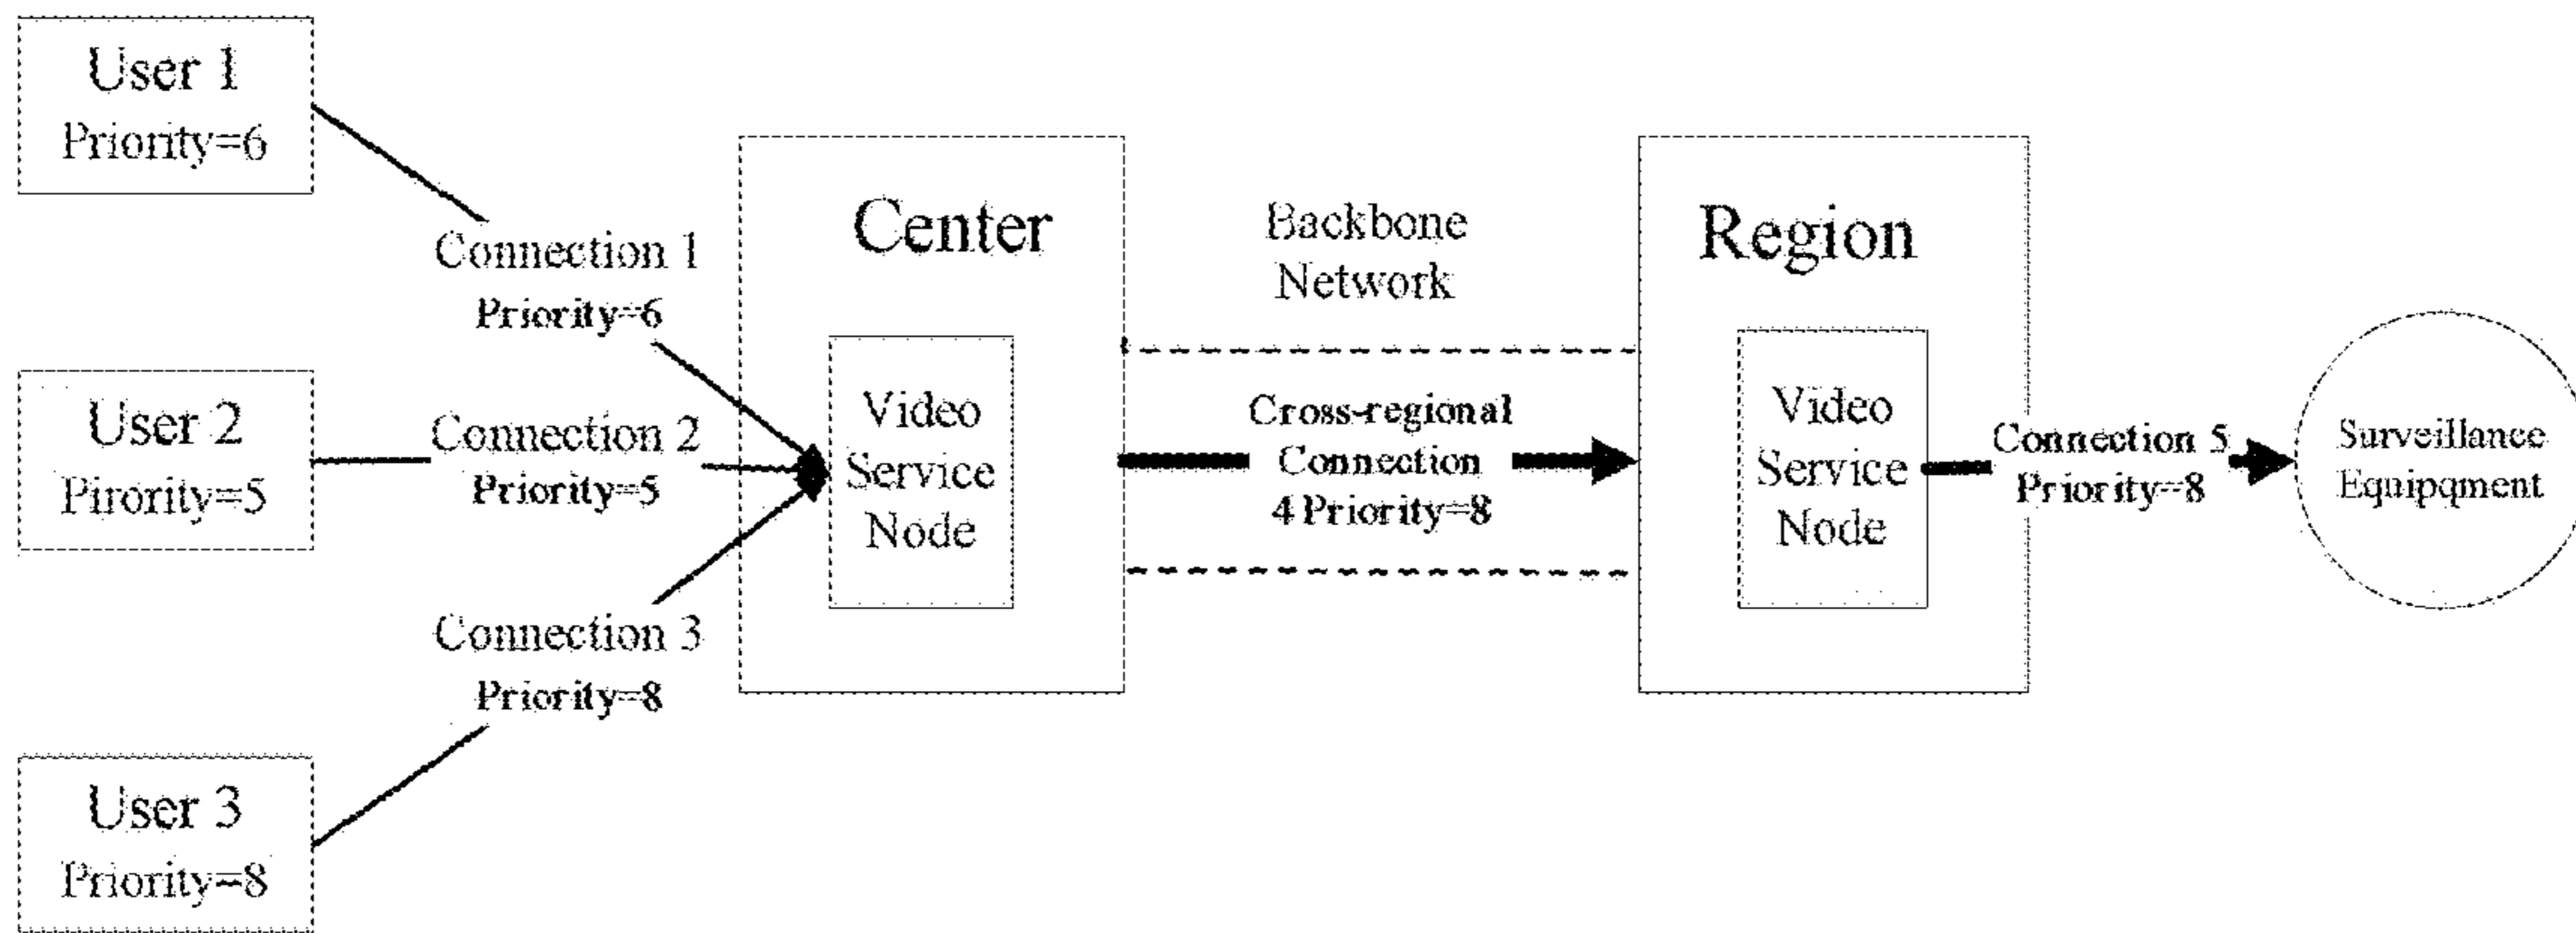 User 1
Priority=6
Connection 1
Priority=6
User 2
Pirority=5
Connection 2
Priority=5
User 3
Priority=8
Connection 3
Priority=8
Center
Video
Service
Node
Backbone
Network
Cross-regional
Connection
4 Priority=8
Region
Video
Service
Node
Connection 5
Priority=8
Surveillance
Equipqment